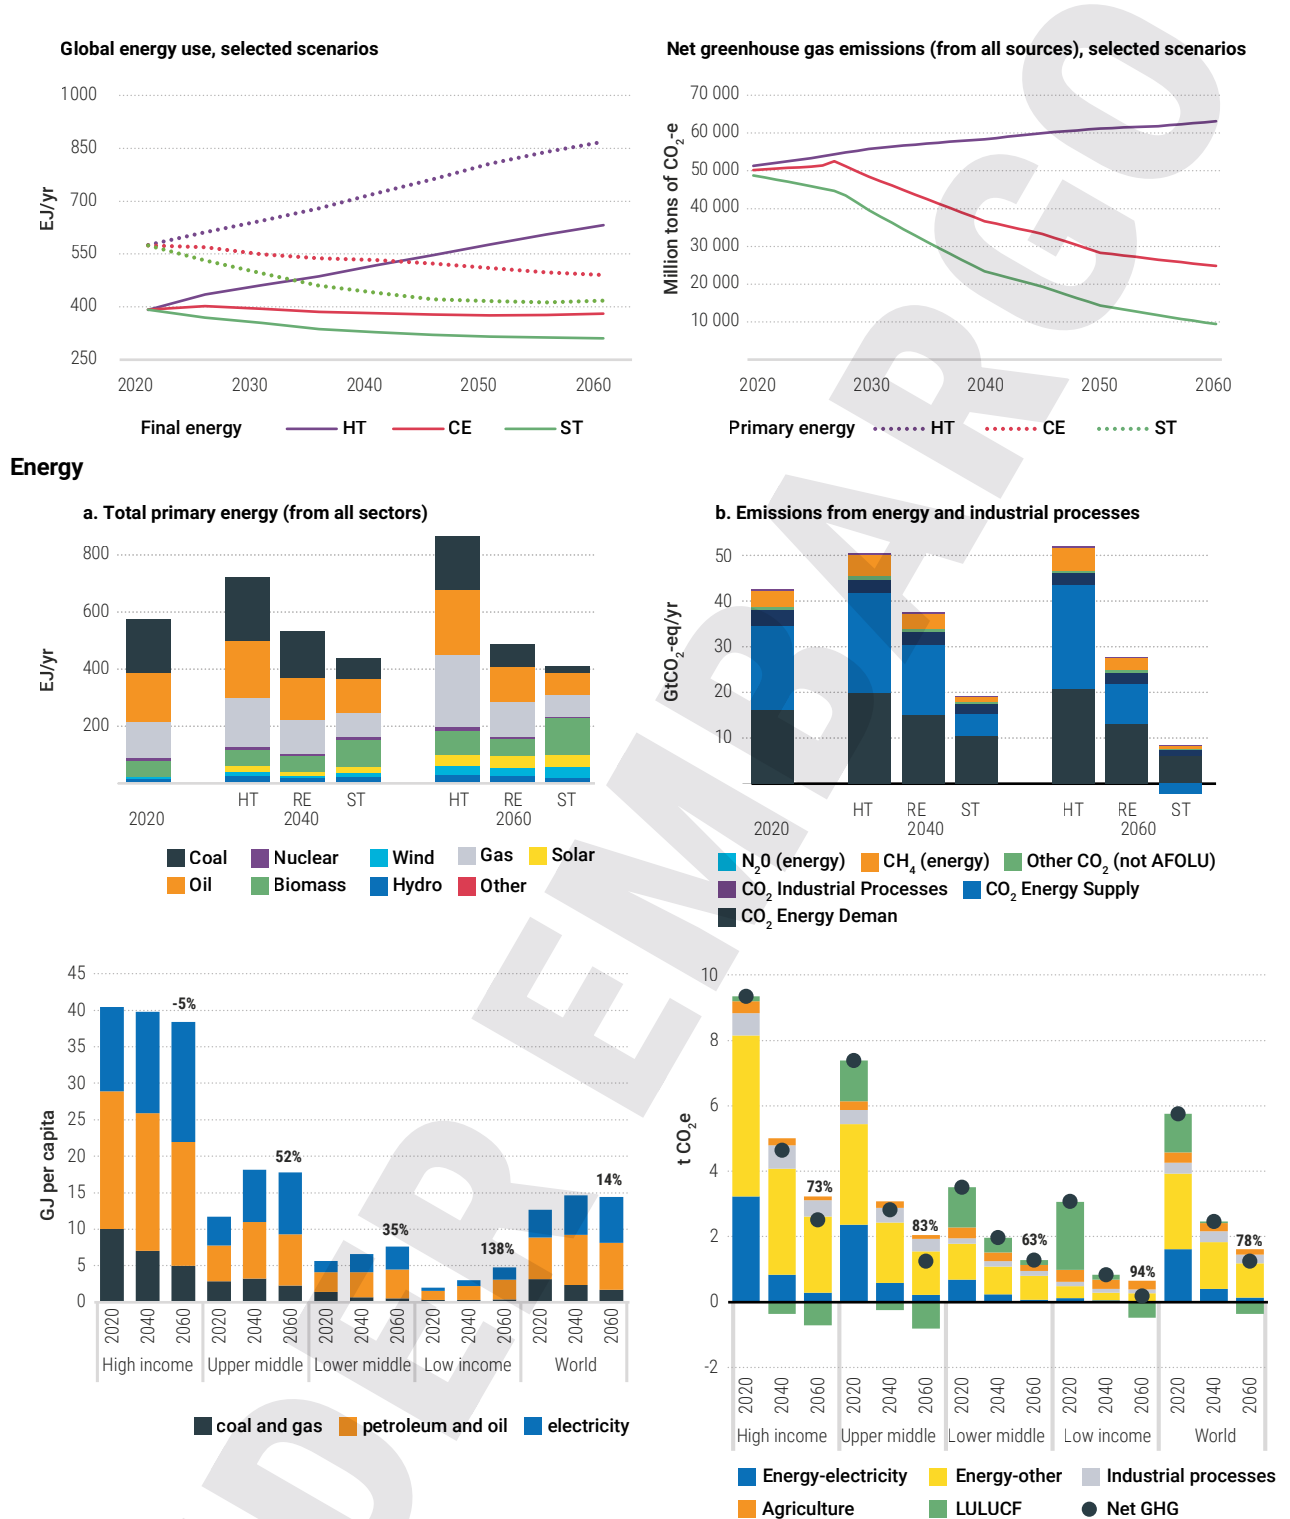 Global energy use, selected scenarios
1000
850
700
550
400
250
EJ/yr
2020 2030 2040 2050 2060
Final energy HT CE ST
Net greenhouse gas emissions (from all sources), selected scenarios
70 000
60 000
50 000
40 000
30 000
20 000
10 000
Million tons of CO2-e
2020 2030 2040 2050 2060
Primary energy HT CE ST
Energy
a. Total primary energy (from all sectors)
800
600
400
200
EJ/yr
HT RE ST HT RE ST
2020 2040 2060
Coal Nuclear Wind Gas Solar
Oil Biomass Hydro Other
b. Emissions from energy and industrial processes
50
40
30
20
10
GtCO2-eq/yr
HT RE ST HT RE ST
2020 2040 2060
N20 (energy) CH4 (energy) Other CO2 (not AFOLU)
CO2 Industrial Processes CO2 Energy Supply
CO2 Energy Deman
45
40
35
30
25
20
15
10
5
0
GJ per capita
-5%
52%
35%
138%
14%
2020 2040 2060 2020 2040 2060 2020 2040 2060 2020 2040 2060 2020 2040 2060
High income Upper middle Lower middle Low income World
coal and gas petroleum and oil electricity
10
8
6
4
2
0
-2
t CO2e
73%
83%
63%
94%
78%
2020 2040 2060 2020 2040 2060 2020 2040 2060 2020 2040 2060 2020 2040 2060
High income Upper middle Lower middle Low income World
Energy-electricity Energy-other Industrial processes
Agriculture LULUCF Net GHG
DER EMBARGO